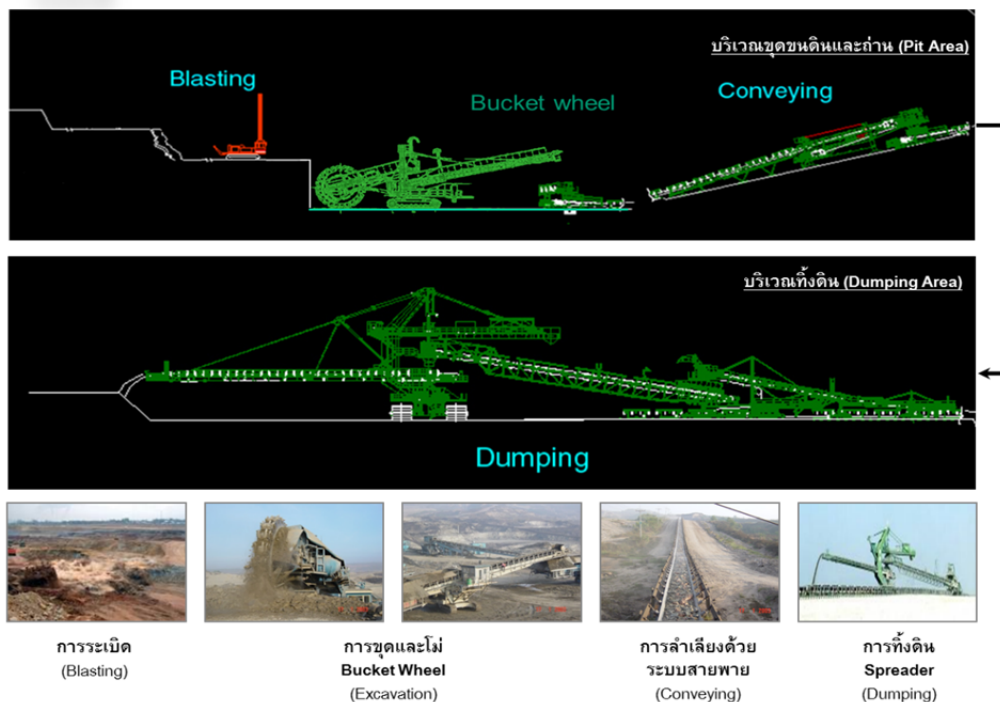 บริเวณขุดขนดินและถ่าน (Pit Area)
Blasting
Bucket wheel
Conveying
บริเวณทิ้งดิน (Dumping Area)
Dumping
การระเบิด
(Blasting)
การขุดและโม่
Bucket Wheel
(Excavation)
การลำเลียงด้วย
ระบบสายพาย
(Conveying)
การทิ้งดิน
Spreader
(Dumping)